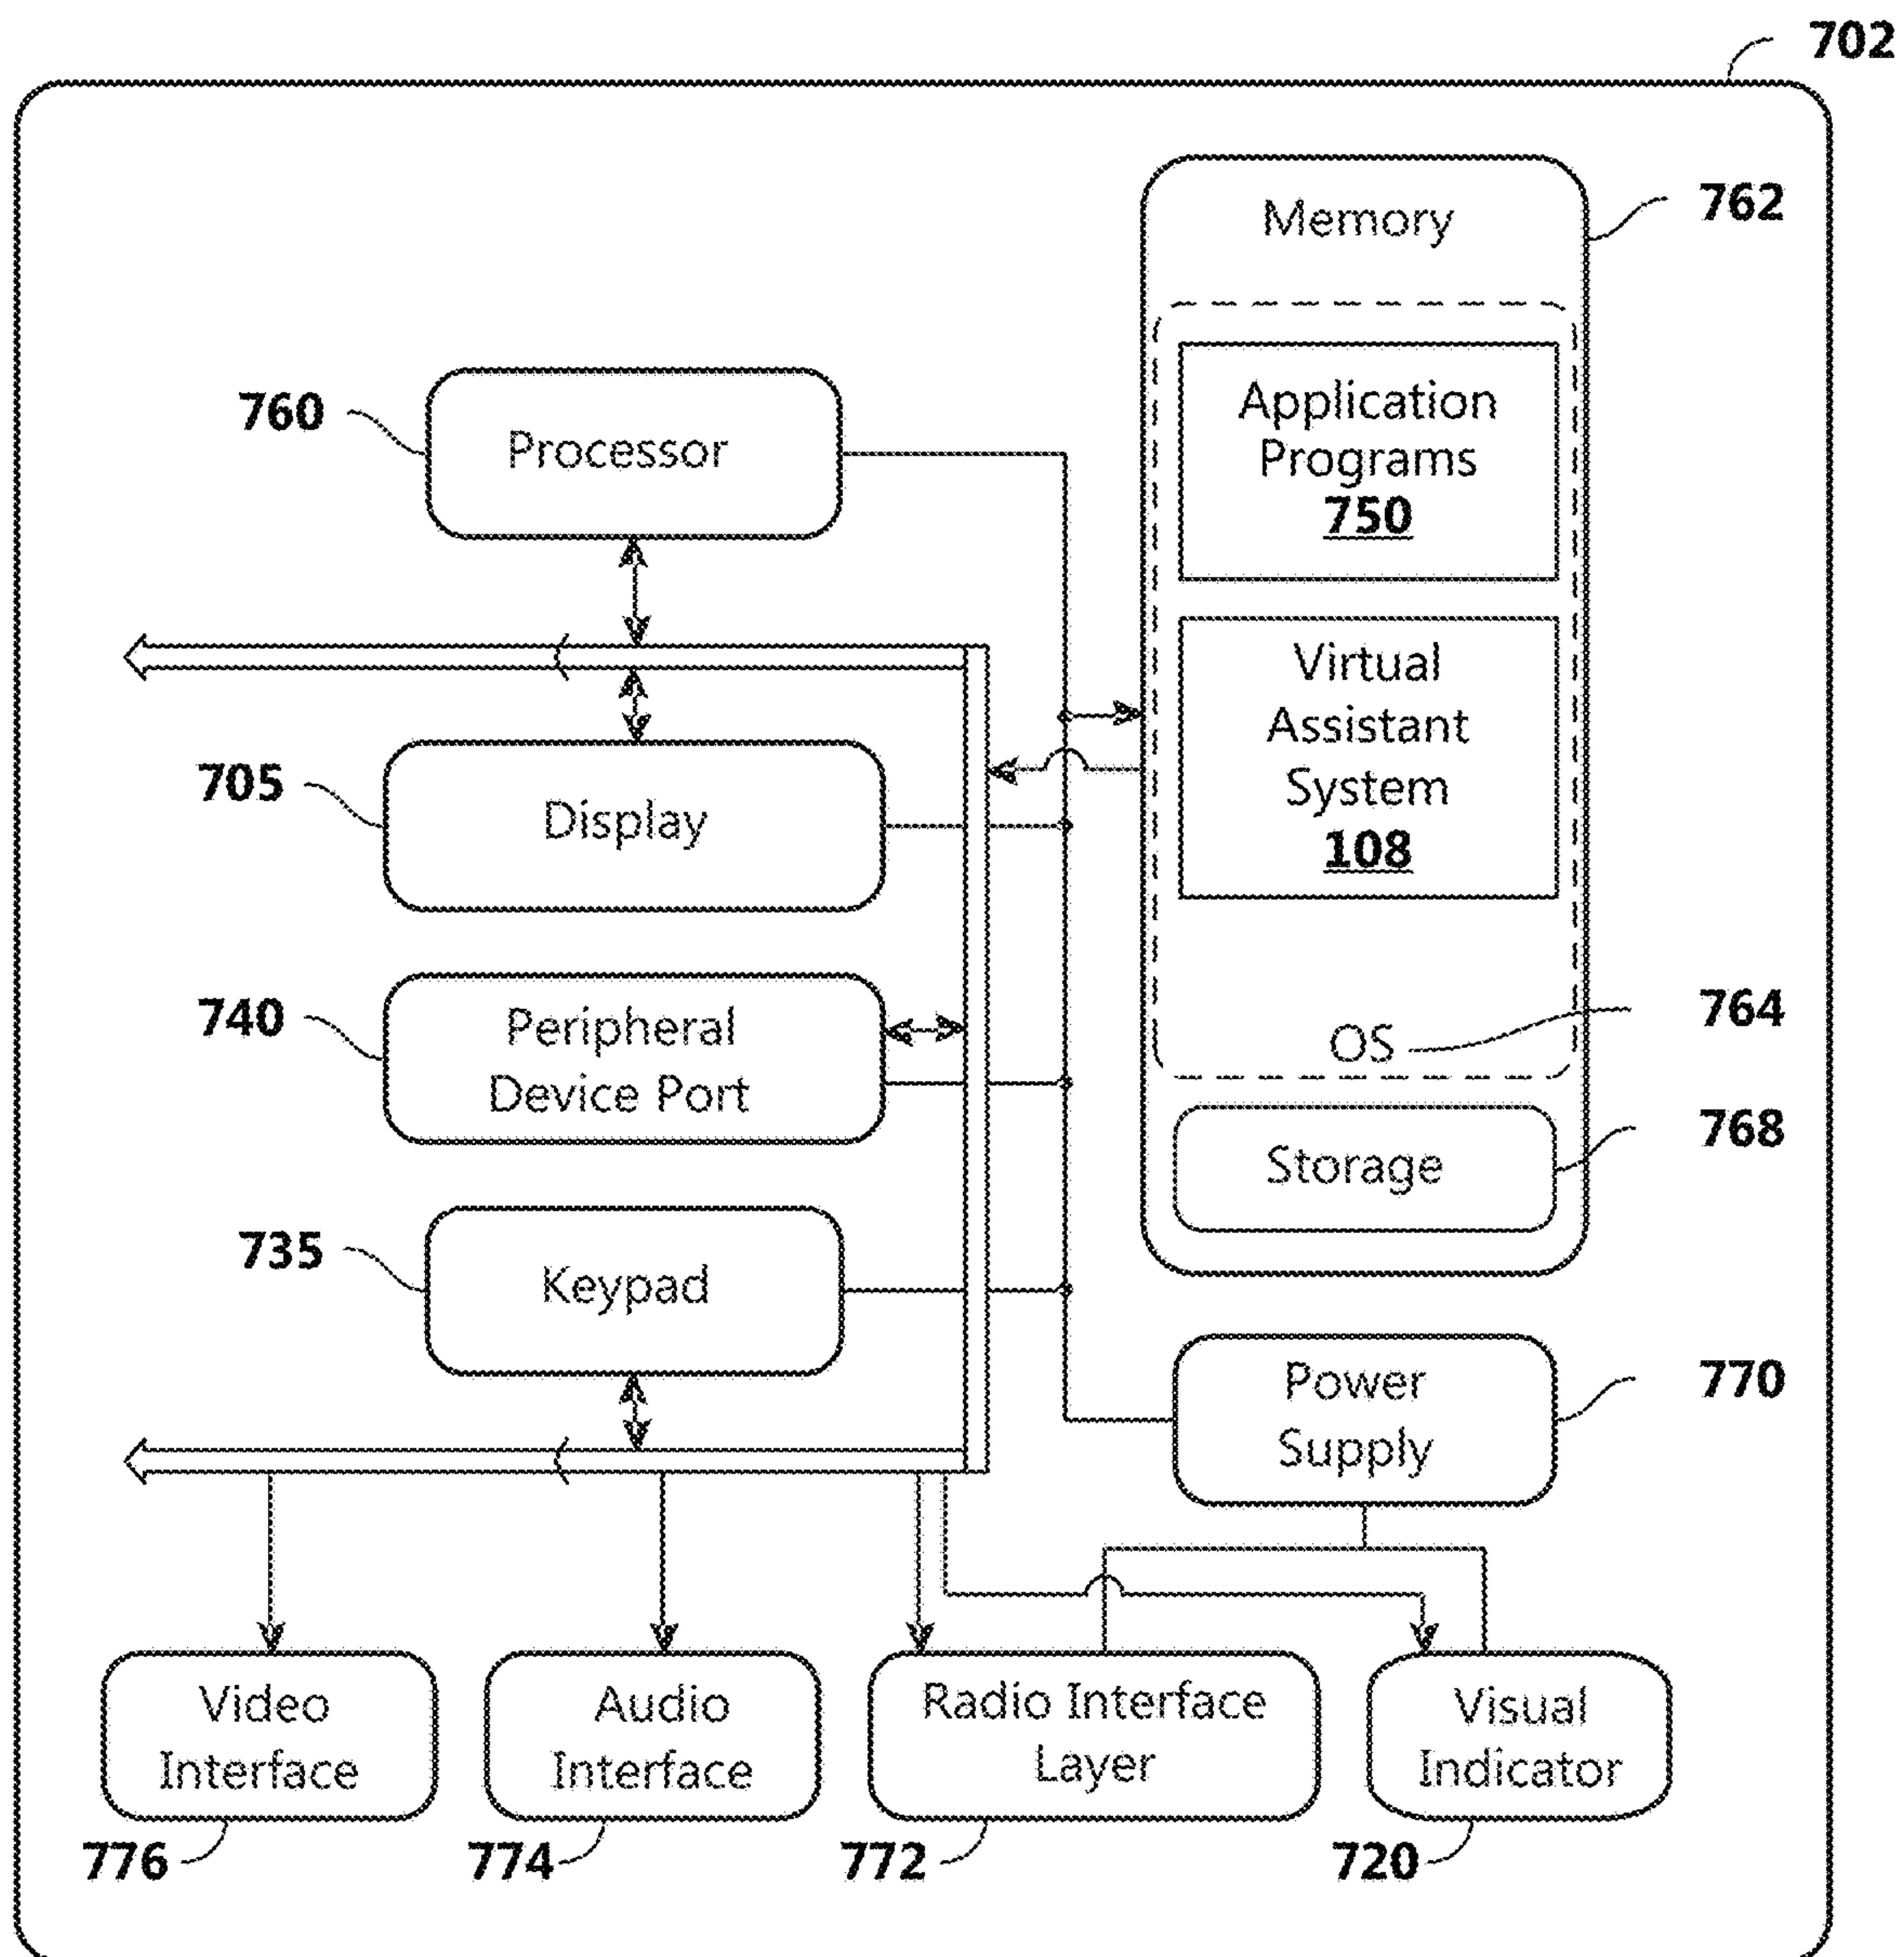 702
Memory
762
Application
Programs
750
760
Processor
Virtual
Assistant
System
108
705
Display
740
Peripheral
Device Port
OS
764
Storage
768
735
Keypad
Power
Supply
770
Video
Interface
776
Audio
Interface
774
Radio Interface
Layer
772
Visual
Indicator
720